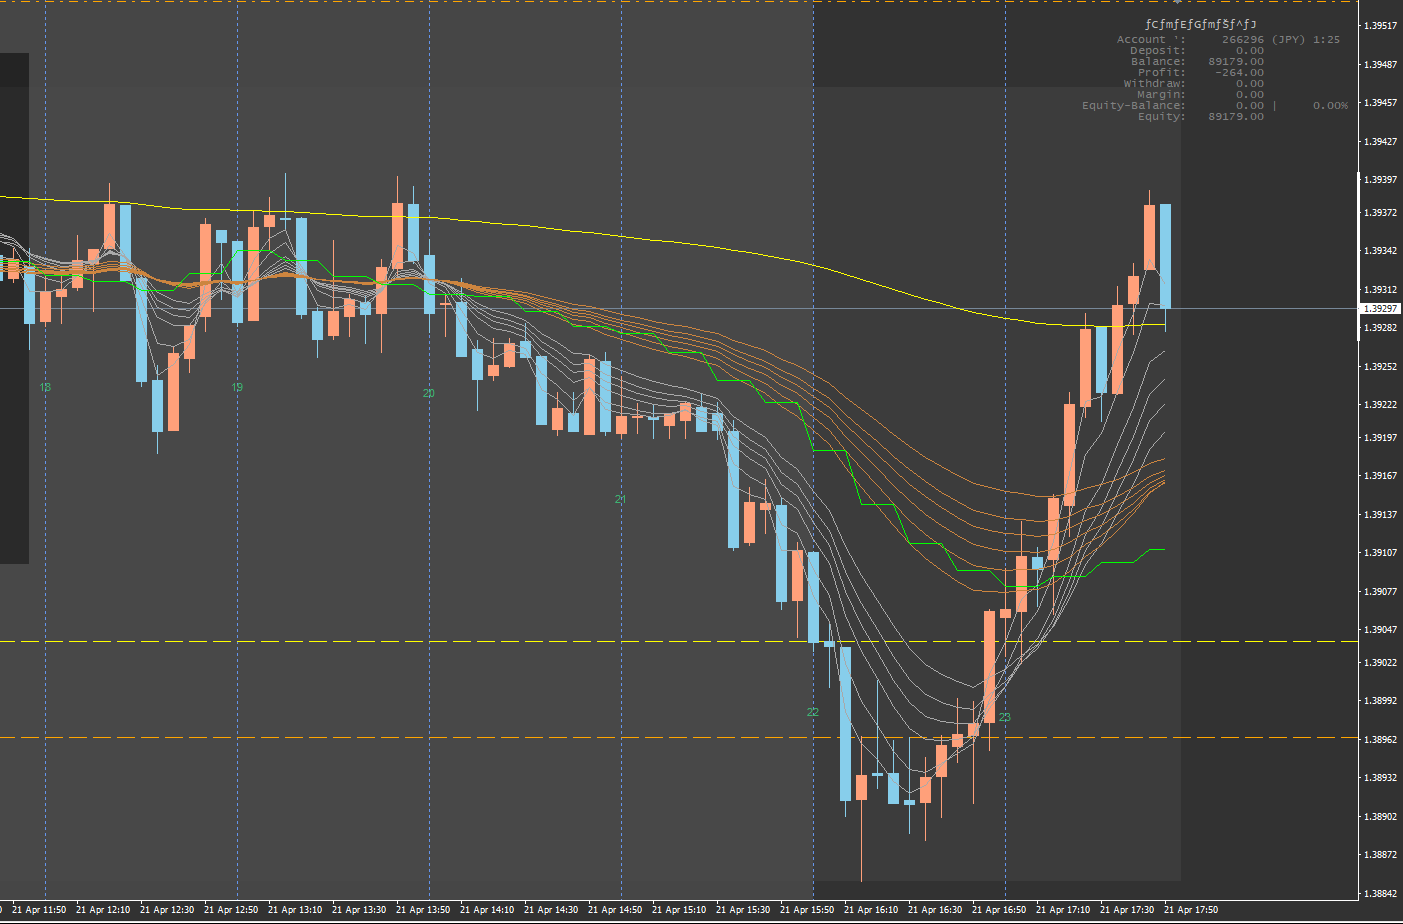 ƒCƒmƒEƒGƒmƒŠƒ^ƒJ
Account ': 266296 (JPY) 1:25
Deposit: 0.00
Balance: 89179.00
Profit: -264.00
Withdraw: 0.00
Margin: 0.00
Equity-Balance: 0.00 | 0.00%
Equity: 89179.00
1.39517
1.39487
1.39457
1.39427
1.39397
1.39372
1.39342
1.39312
1.39297
1.39282
1.39252
1.39222
1.39197
1.39167
1.39137
1.39107
1.39077
1.39047
1.39022
1.38992
1.38962
1.38932
1.38902
1.38872
1.38842
18
19
20
21
22
23
21 Apr 11:50
21 Apr 12:10
21 Apr 12:30
21 Apr 12:50
21 Apr 13:10
21 Apr 13:30
21 Apr 13:50
21 Apr 14:10
21 Apr 14:30
21 Apr 14:50
21 Apr 15:10
21 Apr 15:30
21 Apr 15:50
21 Apr 16:10
21 Apr 16:30
21 Apr 16:50
21 Apr 17:10
21 Apr 17:30
21 Apr 17:50